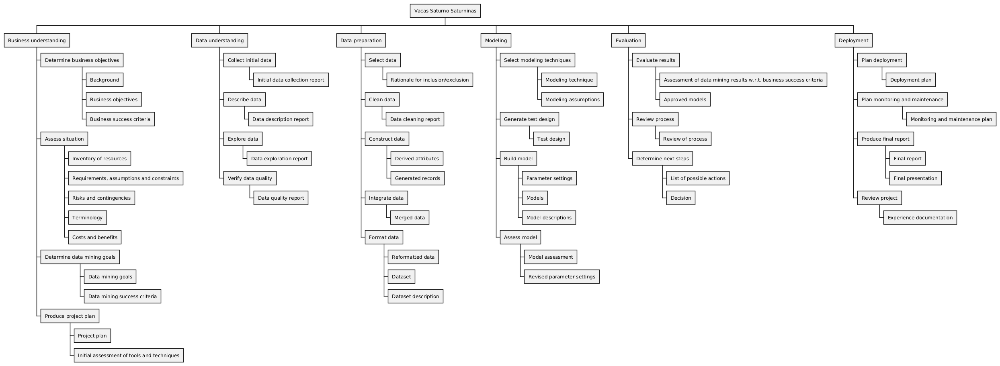 Vacas Saturno Saturninas
Business understanding
Determine business objectives
Background
Business objectives
Business success criteria
Assess situation
Inventory of resources
Requirements, assumptions and constraints
Risks and contingencies
Terminology
Costs and benefits
Determine data mining goals
Data mining goals
Data mining success criteria
Produce project plan
Project plan
Initial assessment of tools and techniques
Data understanding
Collect initial data
Initial data collection report
Describe data
Data description report
Explore data
Data exploration report
Verify data quality
Data quality report
Data preparation
Select data
Rationale for inclusion/exclusion
Clean data
Data cleaning report
Construct data
Derived attributes
Generated records
Integrate data
Merged data
Format data
Reformatted data
Dataset
Dataset description
Modeling
Select modeling techniques
Modeling technique
Modeling assumptions
Generate test design
Test design
Build model
Parameter settings
Models
Model descriptions
Assess model
Model assessment
Revised parameter settings
Evaluation
Evaluate results
Assessment of data mining results w.r.t. business success criteria
Approved models
Review process
Review of process
Determine next steps
List of possible actions
Decision
Deployment
Plan deployment
Deployment plan
Plan monitoring and maintenance
Monitoring and maintenance plan
Produce final report
Final report
Final presentation
Review project
Experience documentation